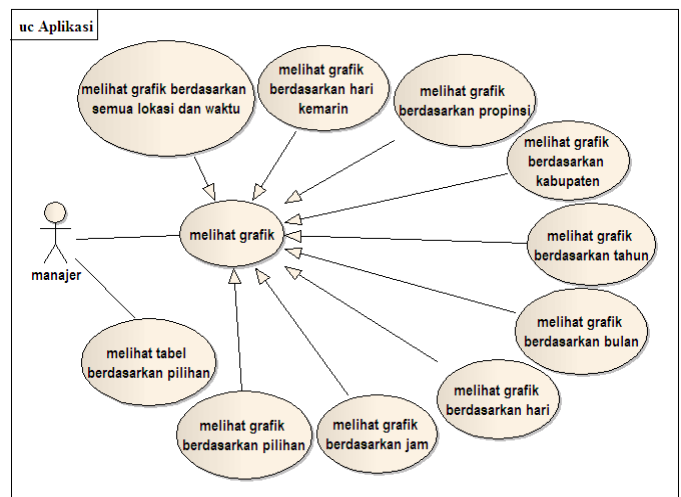 uc Aplikasi
melihat grafik berdasarkan
semua lokasi dan waktu
melihat grafik
berdasarkan hari
kemarin
melihat grafik
berdasarkan propinsi
melihat grafik
berdasarkan
kabupaten
melihat grafik
manajer
melihat grafik
berdasarkan tahun
melihat grafik
berdasarkan bulan
melihat tabel
berdasarkan pilihan
melihat grafik
berdasarkan hari
melihat grafik
berdasarkan pilihan
melihat grafik
berdasarkan jam